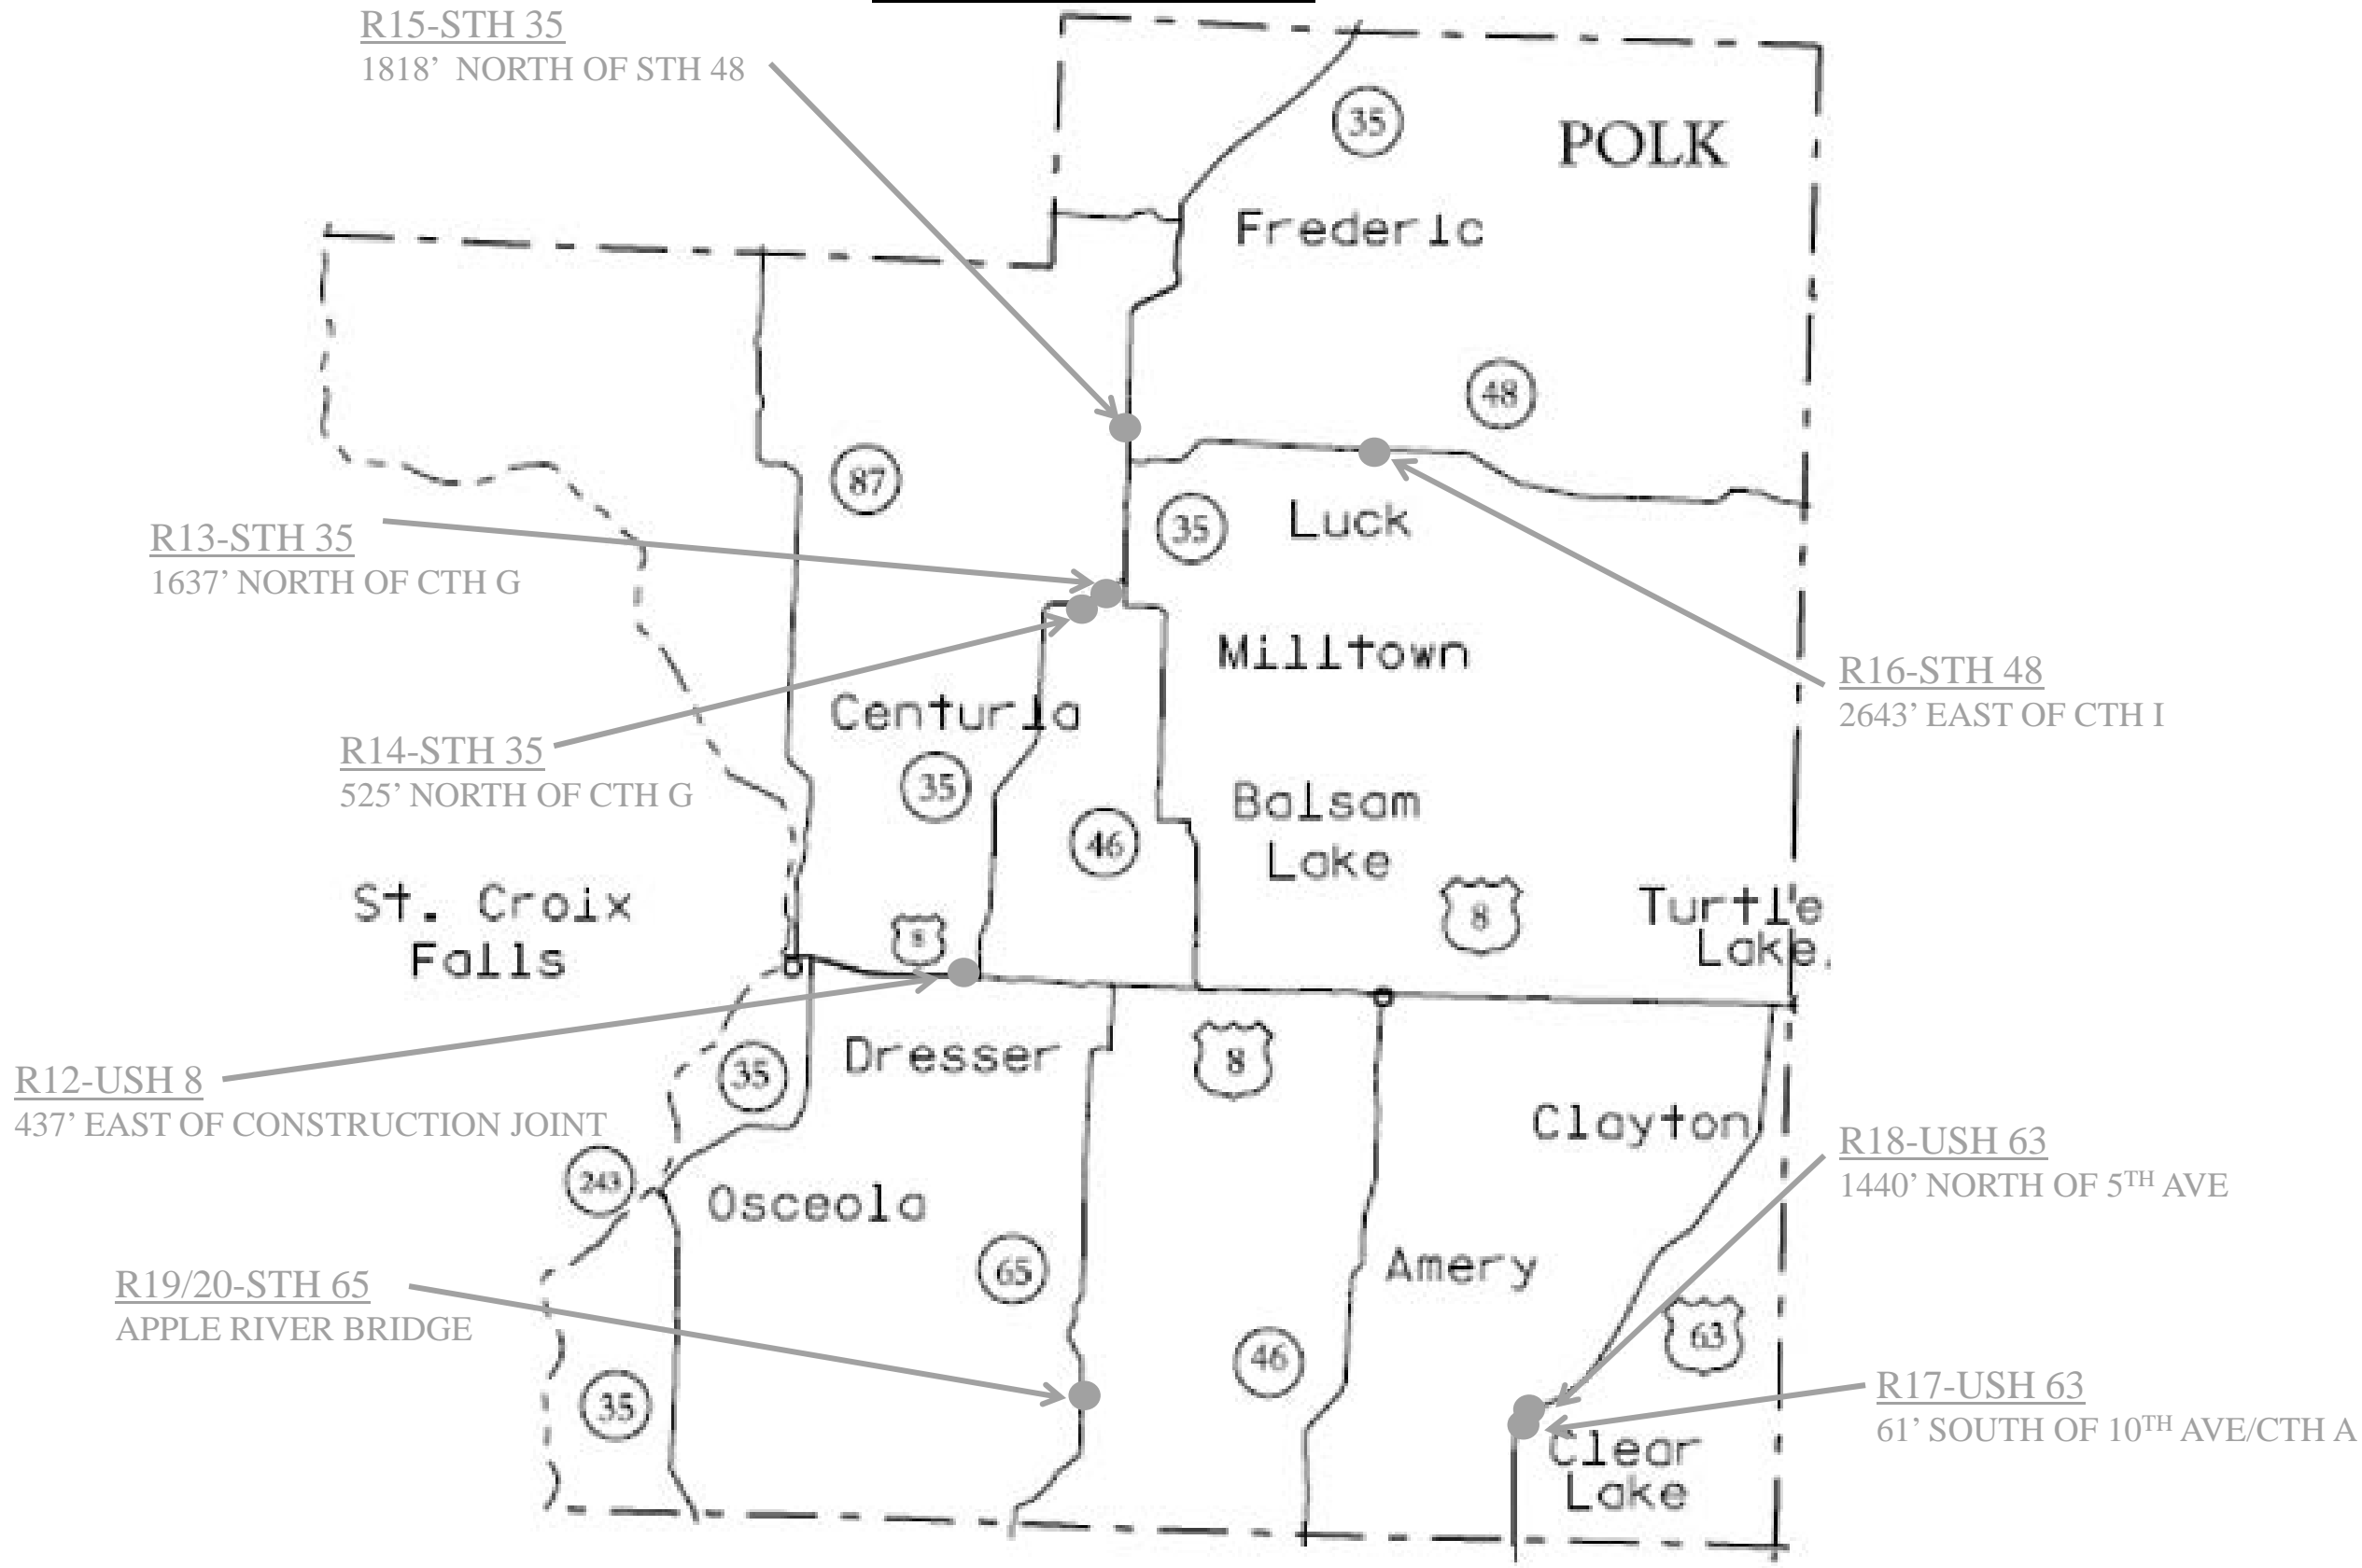 R15-STH 35
1818’ NORTH OF STH 48
35
POLK
Frederic
48
87
R13-STH 35
1637’ NORTH OF CTH G
35
Luck
Milltown
R16-STH 48
2643’ EAST OF CTH I
Centuria
R14-STH 35
525’ NORTH OF CTH G
35
46
Balsam
Lake
St. Croix
Falls
8
8
Turtle
Lake
R12-USH 8
437’ EAST OF CONSTRUCTION JOINT
35
Dresser
8
Clayton
R18-USH 63
1440’ NORTH OF 5TH AVE
243
Osceola
R19/20-STH 65
APPLE RIVER BRIDGE
65
Amery
63
46
35
R17-USH 63
61’ SOUTH OF 10TH AVE/CTH A
Clear
Lake